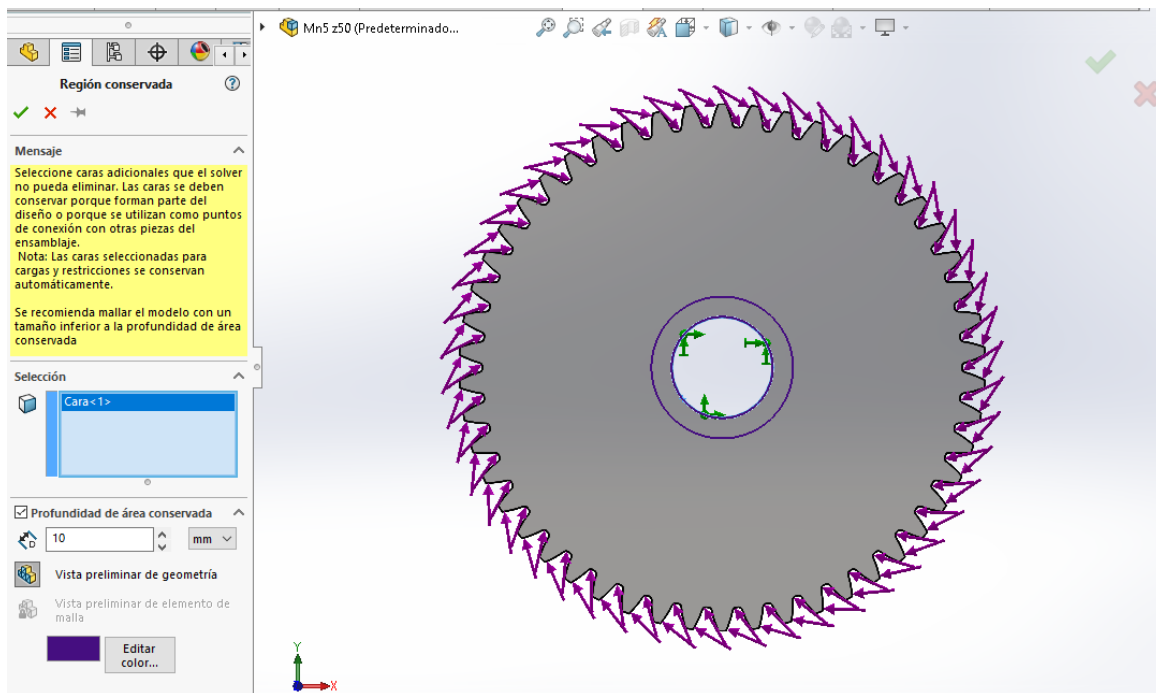 Mn5 z50 (Predeterminado...
Región conservada
Mensaje
Seleccione caras adicionales que el solver
no pueda eliminar. Las caras se deben
conservar porque forman parte del
diseño o porque se utilizan como puntos
de conexión con otras piezas del
ensamblaje.
Nota: Las caras seleccionadas para
cargas y restricciones se conservan
automáticamente.
Se recomienda mallar el modelo con un
tamaño inferior a la profundidad de área
conservada
Selección
Cara<1>
Profundidad de área conservada
D
10
mm
Vista preliminar de geometría
Vista preliminar de elemento de
malla
Editar
color...
Y
X